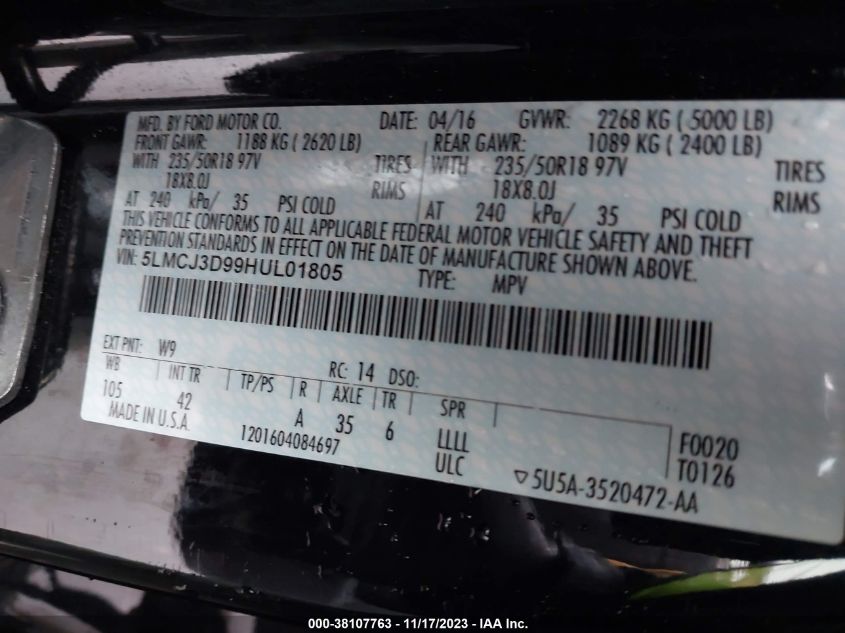 MFD. BY FORD MOTOR CO. DATE: 04/16 GVWR: 2268 KG ( 5000 LB)
FRONT GAWR: 1188 KG ( 2620 LB) REAR GAWR: 1089 KG ( 2400 LB)
WITH 235/50R18 97V TIRES WITH 235/50R18 97V TIRES
18X8.0J RIMS 18X8.0J RIMS
AT 240 kPa/ 35 PSI COLD AT 240 kPa/ 35 PSI COLD
THIS VEHICLE CONFORMS TO ALL APPLICABLE FEDERAL MOTOR VEHICLE SAFETY AND THEFT
PREVENTION STANDARDS IN EFFECT ON THE DATE OF MANUFACTURE SHOWN ABOVE.
VIN: 5LMCJ3D99HUL01805 TYPE: MPV
EXT PNT: W9 RC: 14 DSO:
WB INT TR TP/PS R AXLE TR SPR
105 42 A 35 6 LLLL F0020
MADE IN U.S.A. 1201604084697 ULC T0126
5U5A-3520472-AA
000-38107763 - 11/17/2023 - IAA Inc.